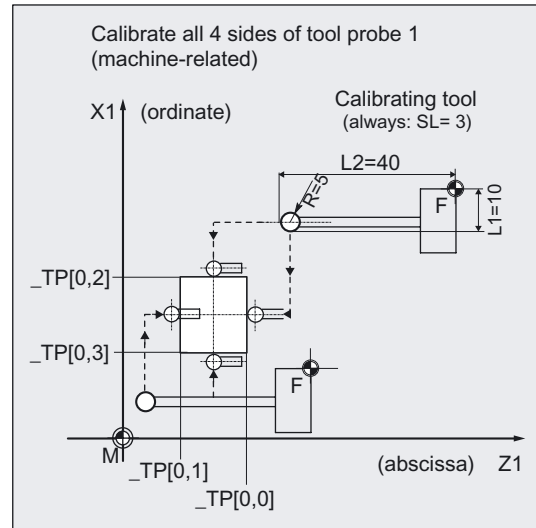 Calibrate all 4 sides of tool probe 1
(machine-related)
X1
(ordinate)
Calibrating tool
(always: SL= 3)
L2=40
R=5
F
L1=10
_TP[0,2]
_TP[0,3]
F
M
_TP[0,1]
_TP[0,0]
(abscissa)
Z1